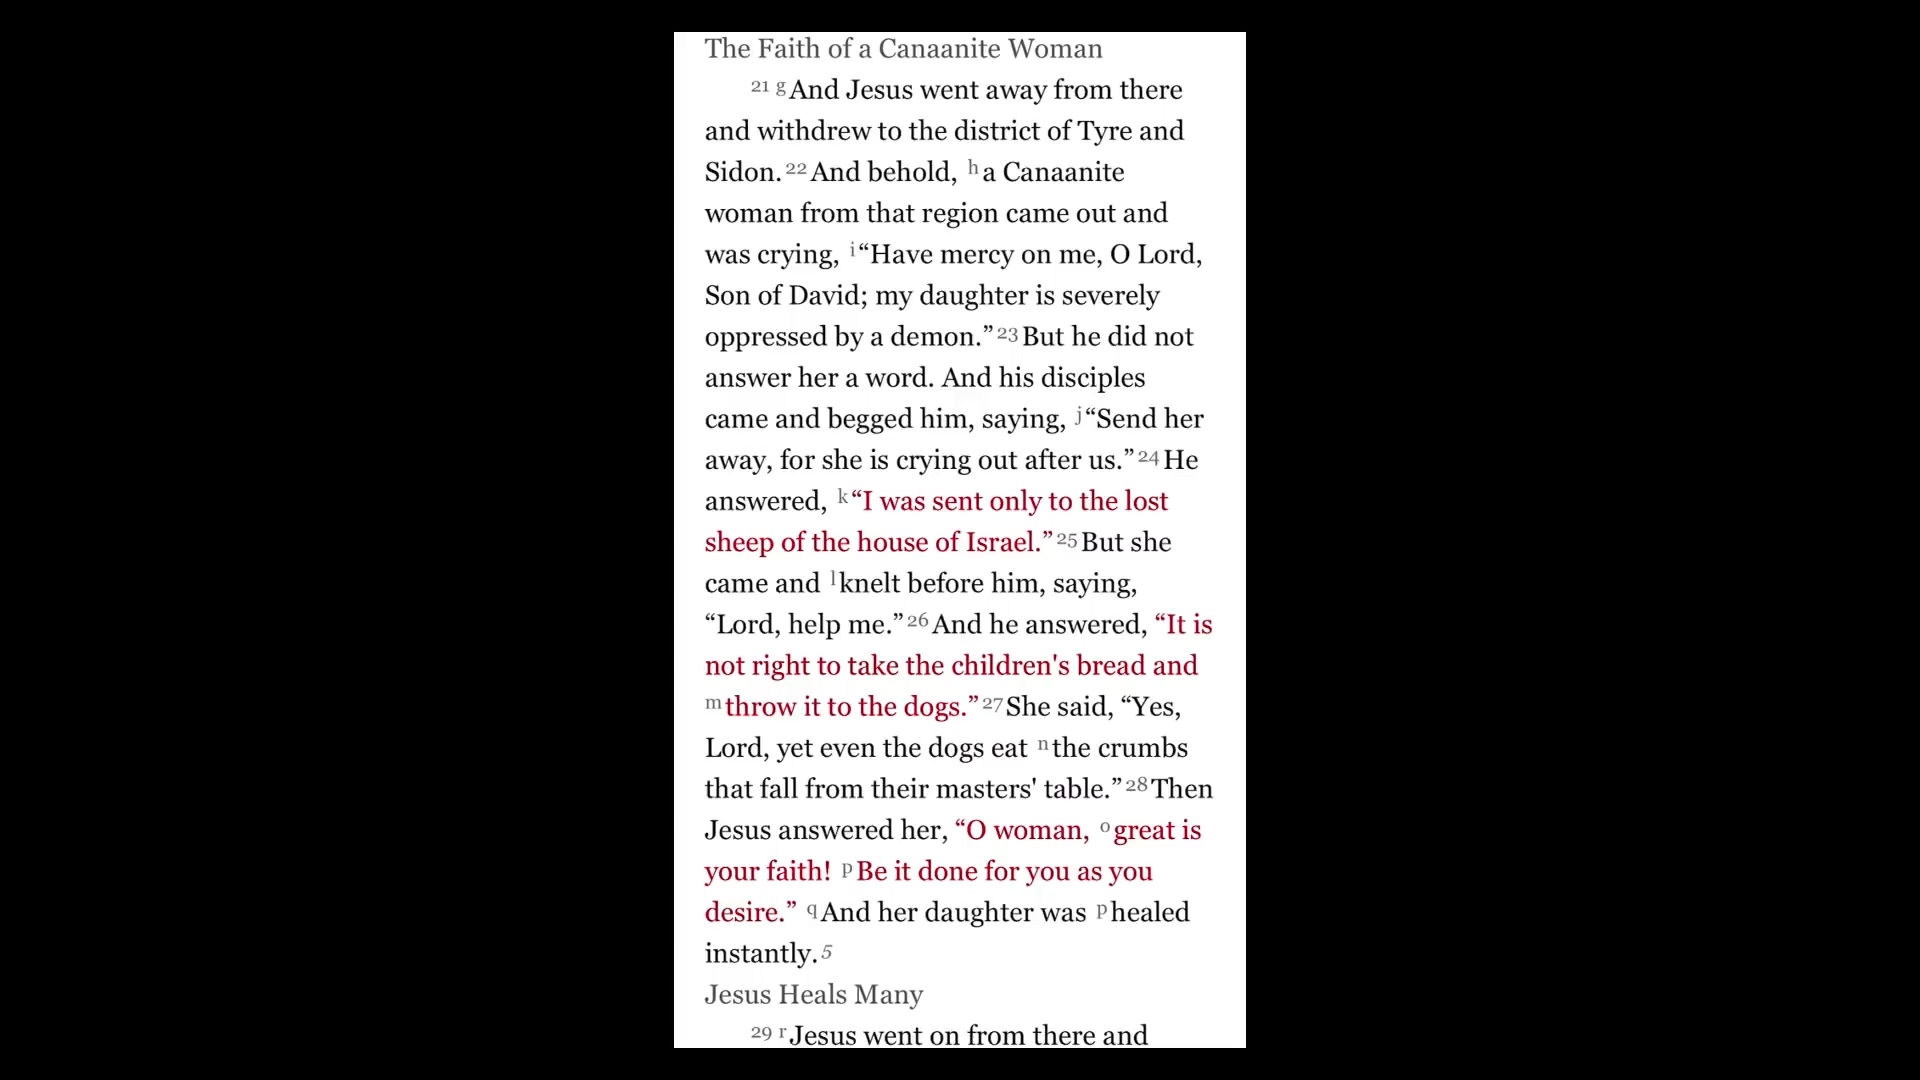 The Faith of a Canaanite Woman
21 g And Jesus went away from there
and withdrew to the district of Tyre and
Sidon. 22 And behold, h a Canaanite
woman from that region came out and
was crying, i “Have mercy on me, O Lord,
Son of David; my daughter is severely
oppressed by a demon.” 23 But he did not
answer her a word. And his disciples
came and begged him, saying, j “Send her
away, for she is crying out after us.” 24 He
answered, k “I was sent only to the lost
sheep of the house of Israel.” 25 But she
came and l knelt before him, saying,
“Lord, help me.” 26 And he answered, “It is
not right to take the children's bread and
m throw it to the dogs.” 27 She said, “Yes,
Lord, yet even the dogs eat n the crumbs
that fall from their masters' table.” 28 Then
Jesus answered her, “O woman, o great is
your faith! p Be it done for you as you
desire.” q And her daughter was p healed
instantly. 5
Jesus Heals Many
29 r Jesus went on from there and